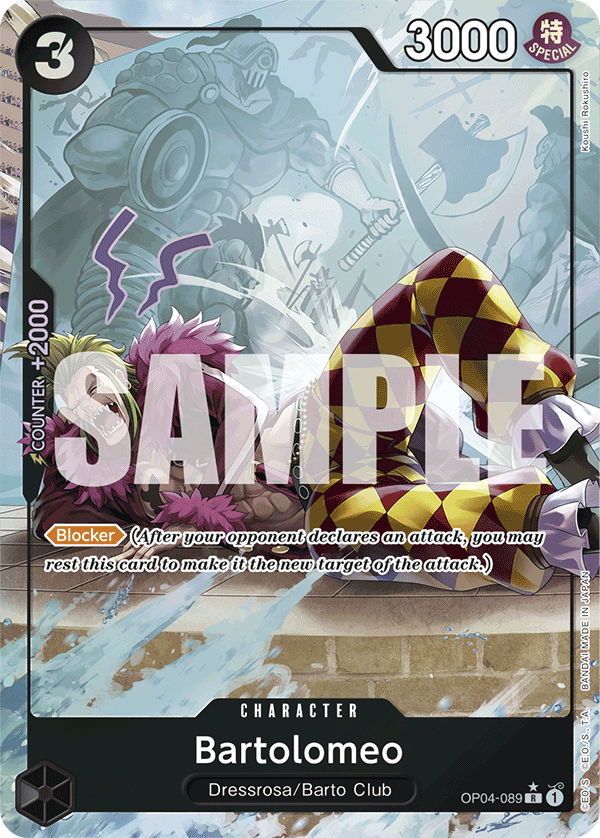 3
3000
特
SPECIAL
Koushi Rokushiro
COUNTER +2000
SAMPLE
Blocker (After your opponent declares an attack, you may
rest this card to make it the new target of the attack.)
BANDAI MADE IN JAPAN
©E.O./S., T.A.
©EO/S
CHARACTER
Bartolomeo
Dressrosa/Barto Club
OP04-089 R 1